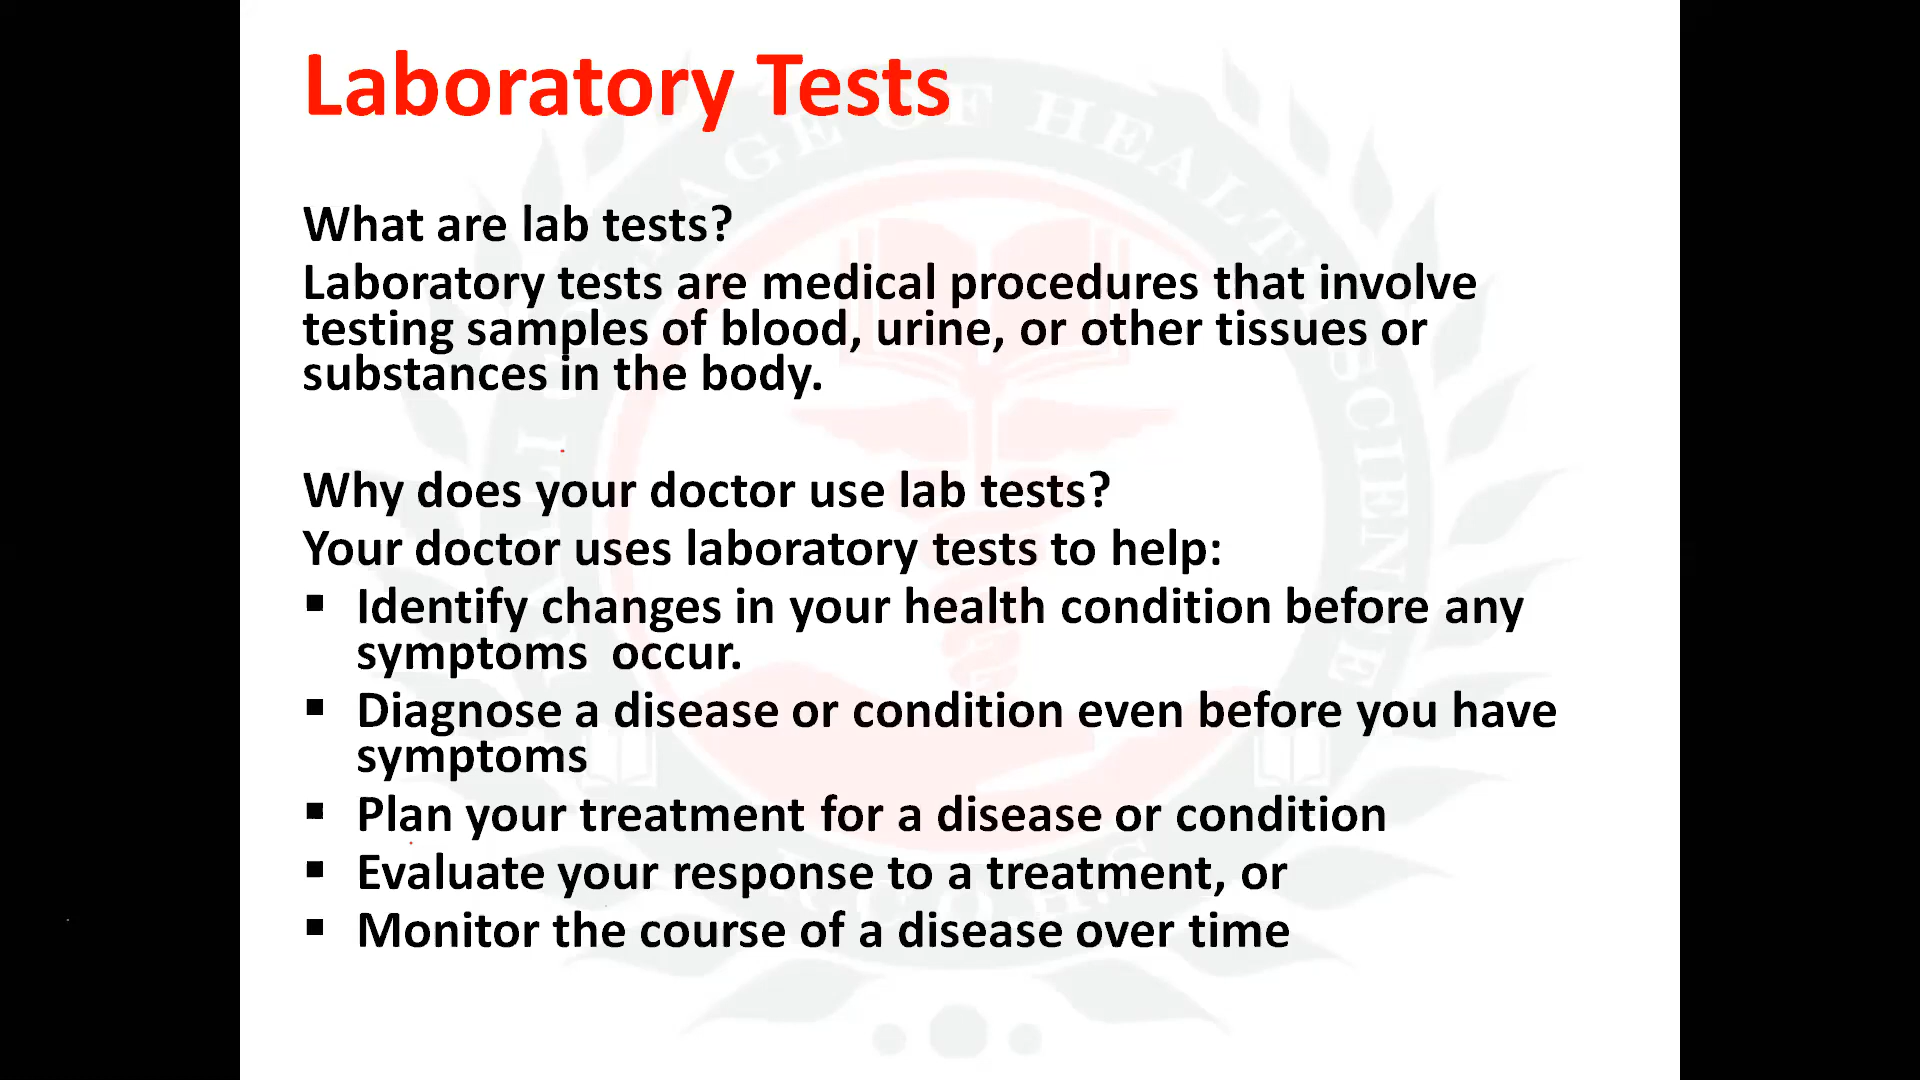 Laboratory Tests
What are lab tests?
Laboratory tests are medical procedures that involve
testing samples of blood, urine, or other tissues or
substances in the body.
Why does your doctor use lab tests?
Your doctor uses laboratory tests to help:
▪ Identify changes in your health condition before any
symptoms  occur.
▪ Diagnose a disease or condition even before you have
symptoms
▪ Plan your treatment for a disease or condition
▪ Evaluate your response to a treatment, or
▪ Monitor the course of a disease over time
OF HEALTH SCIENCE